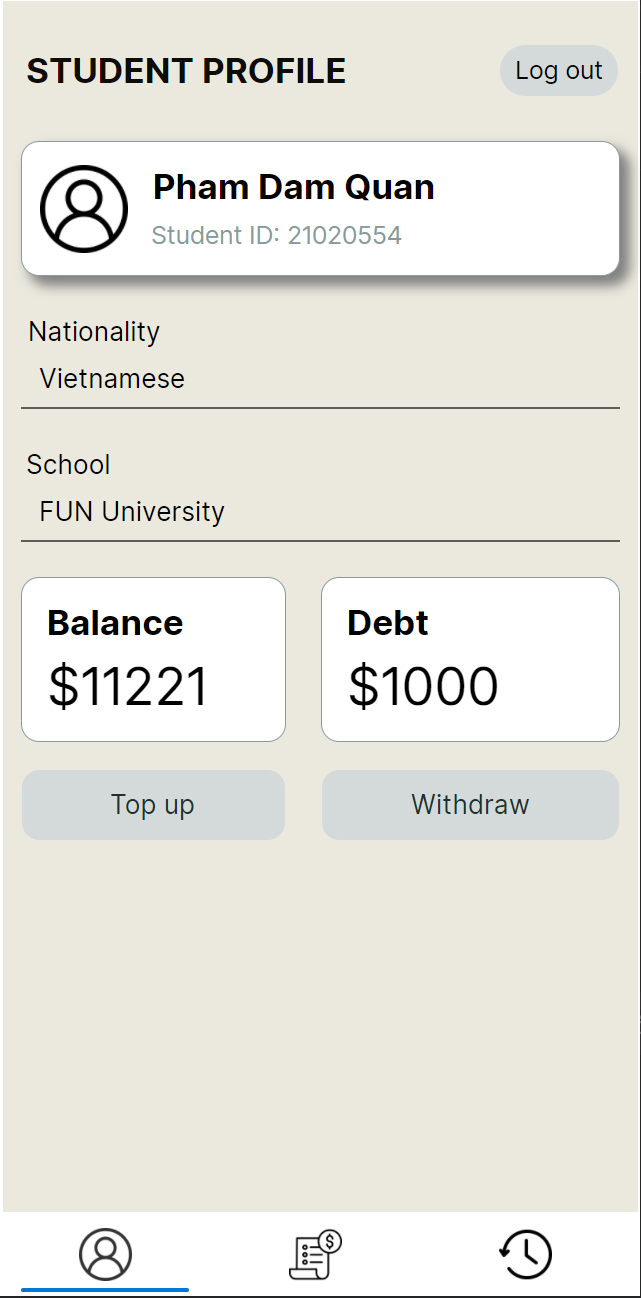 STUDENT PROFILE
Log out
Pham Dam Quan
Student ID: 21020554
Nationality
Vietnamese
School
FUN University
Balance
$11221
Debt
$1000
Top up
Withdraw
$